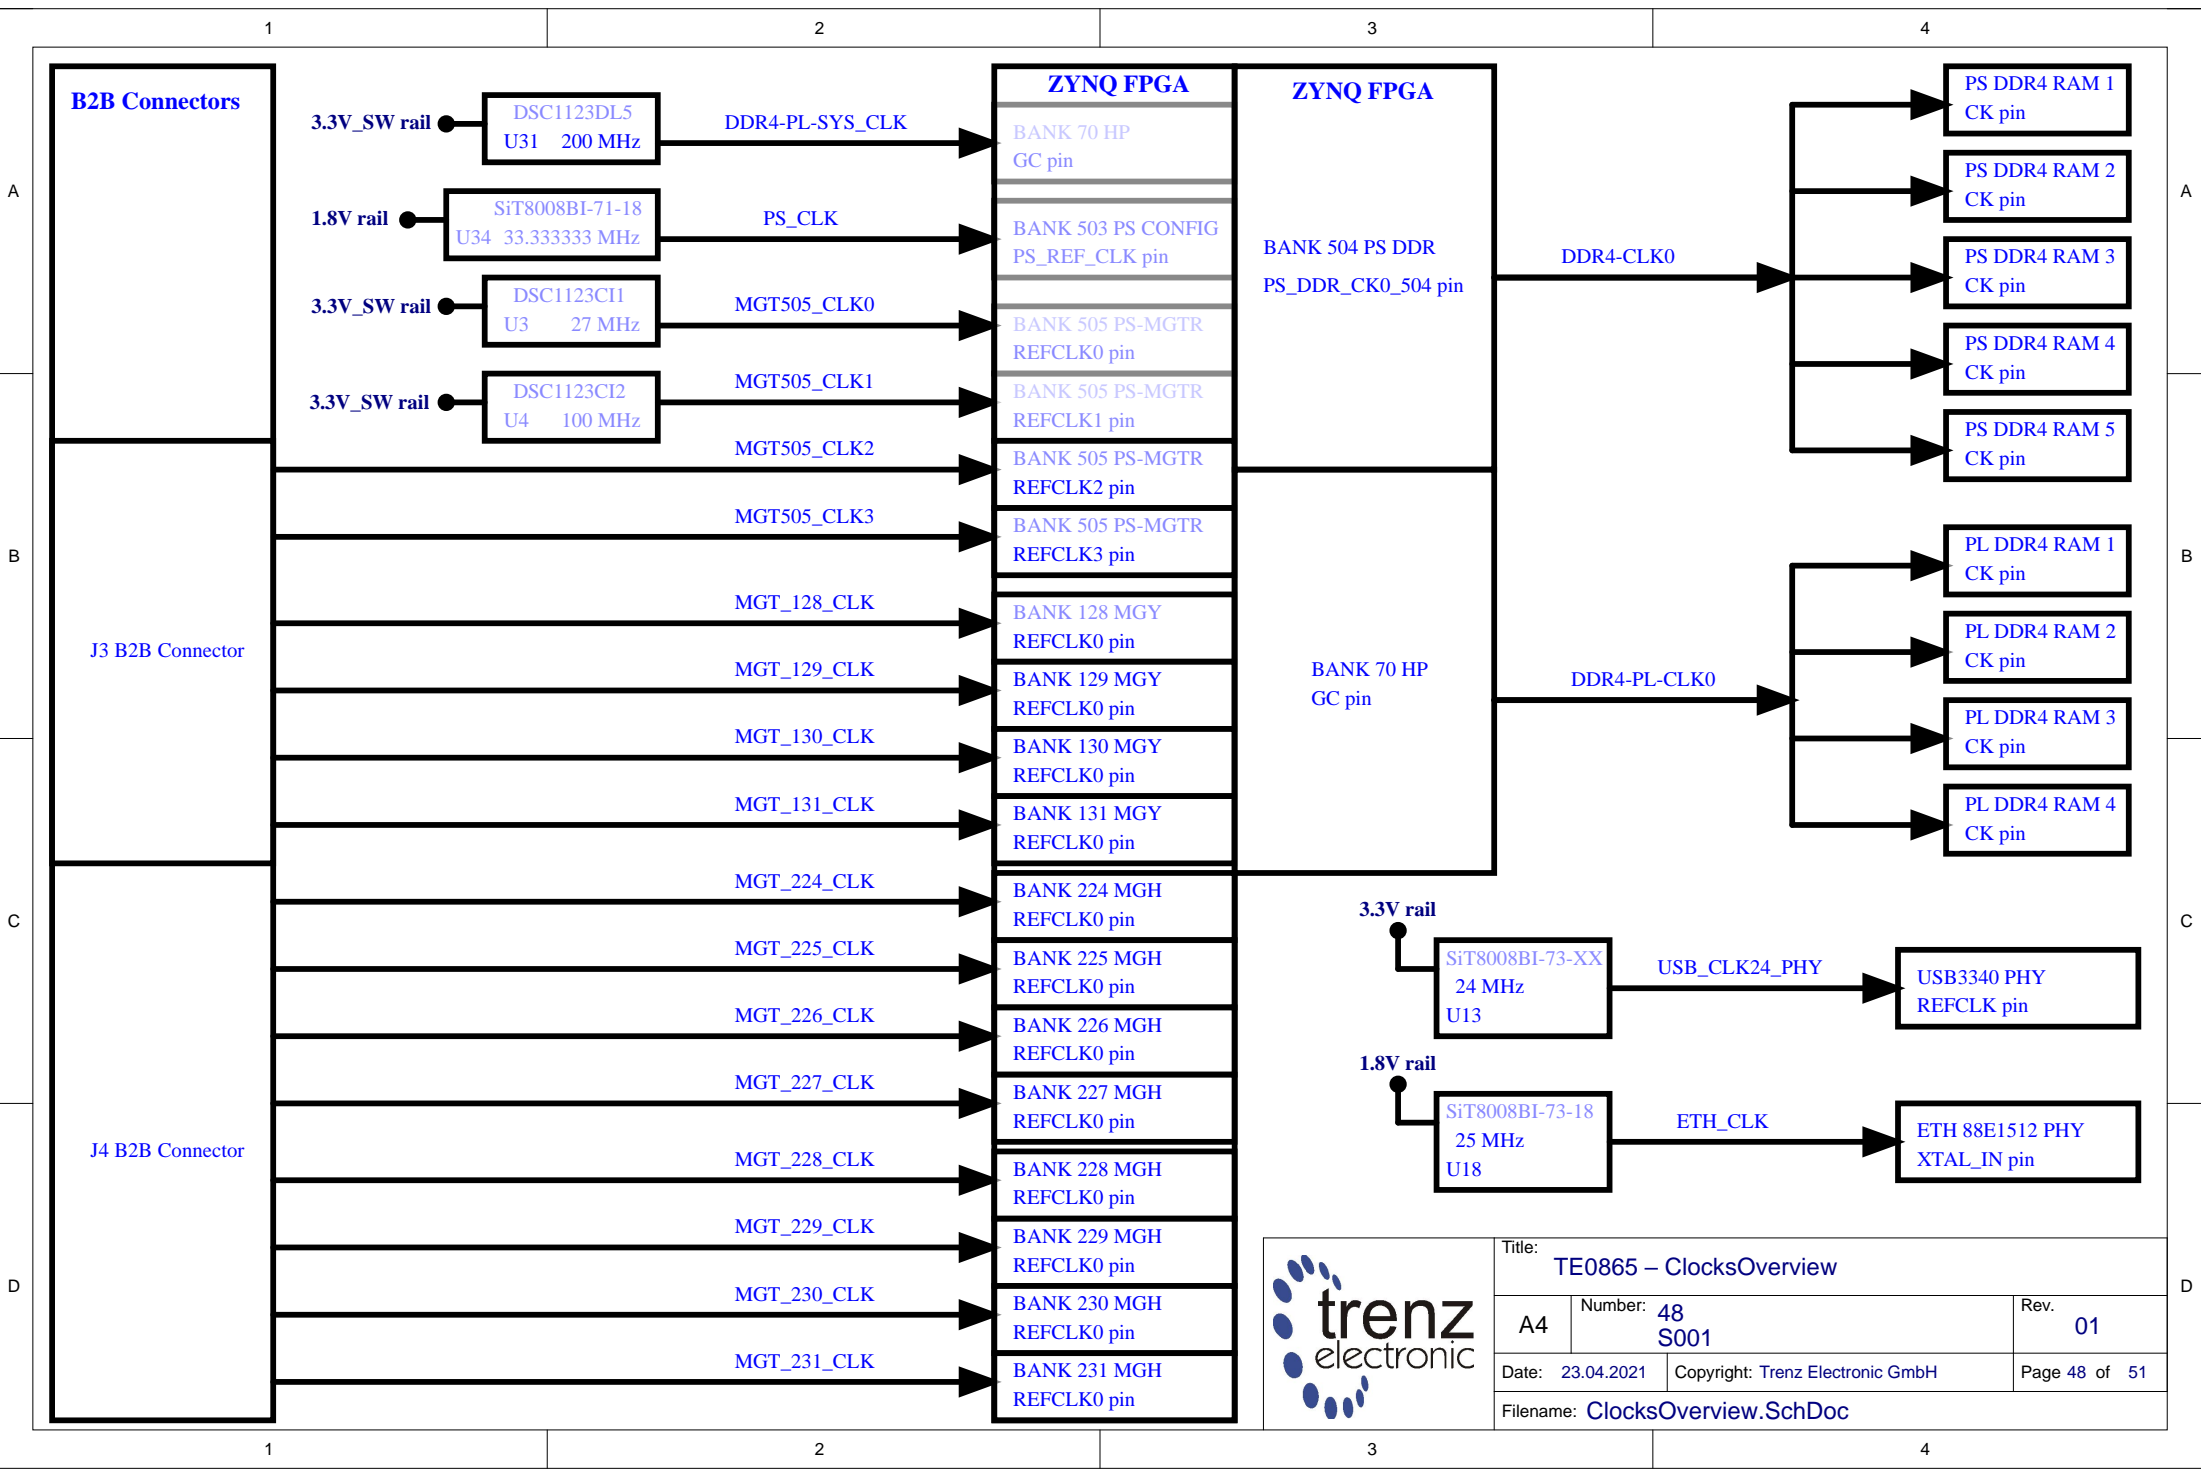 1 2 3 4
B2B Connectors
3.3V_SW rail
DSC1123DL5
U31 200 MHz
DDR4-PL-SYS_CLK
1.8V rail
SiT8008BI-71-18
U34 33.333333 MHz
PS_CLK
3.3V_SW rail
DSC1123CI1
U3 27 MHz
MGT505_CLK0
3.3V_SW rail
DSC1123CI2
U4 100 MHz
MGT505_CLK1
J3 B2B Connector
MGT505_CLK2
MGT505_CLK3
MGT_128_CLK
MGT_129_CLK
MGT_130_CLK
MGT_131_CLK
J4 B2B Connector
MGT_224_CLK
MGT_225_CLK
MGT_226_CLK
MGT_227_CLK
MGT_228_CLK
MGT_229_CLK
MGT_230_CLK
MGT_231_CLK
ZYNQ FPGA
BANK 70 HP
GC pin
BANK 503 PS CONFIG
PS_REF_CLK pin
BANK 505 PS-MGTR
REFCLK0 pin
BANK 505 PS-MGTR
REFCLK1 pin
BANK 505 PS-MGTR
REFCLK2 pin
BANK 505 PS-MGTR
REFCLK3 pin
BANK 128 MGY
REFCLK0 pin
BANK 129 MGY
REFCLK0 pin
BANK 130 MGY
REFCLK0 pin
BANK 131 MGY
REFCLK0 pin
BANK 224 MGH
REFCLK0 pin
BANK 225 MGH
REFCLK0 pin
BANK 226 MGH
REFCLK0 pin
BANK 227 MGH
REFCLK0 pin
BANK 228 MGH
REFCLK0 pin
BANK 229 MGH
REFCLK0 pin
BANK 230 MGH
REFCLK0 pin
BANK 231 MGH
REFCLK0 pin
ZYNQ FPGA
BANK 504 PS DDR
PS_DDR_CK0_504 pin
DDR4-CLK0
BANK 70 HP
GC pin
DDR4-PL-CLK0
PS DDR4 RAM 1
CK pin
PS DDR4 RAM 2
CK pin
PS DDR4 RAM 3
CK pin
PS DDR4 RAM 4
CK pin
PS DDR4 RAM 5
CK pin
PL DDR4 RAM 1
CK pin
PL DDR4 RAM 2
CK pin
PL DDR4 RAM 3
CK pin
PL DDR4 RAM 4
CK pin
3.3V rail
SiT8008BI-73-XX
24 MHz
U13
USB_CLK24_PHY
USB3340 PHY
REFCLK pin
1.8V rail
SiT8008BI-73-18
25 MHz
U18
ETH_CLK
ETH 88E1512 PHY
XTAL_IN pin
A A
B B
C C
D D
trenz
electronic
Title:
TE0865 – ClocksOverview
A4
Number: 48
S001
Rev.
01
Date: 23.04.2021
Copyright: Trenz Electronic GmbH
Page 48 of 51
Filename: ClocksOverview.SchDoc
1 2 3 4